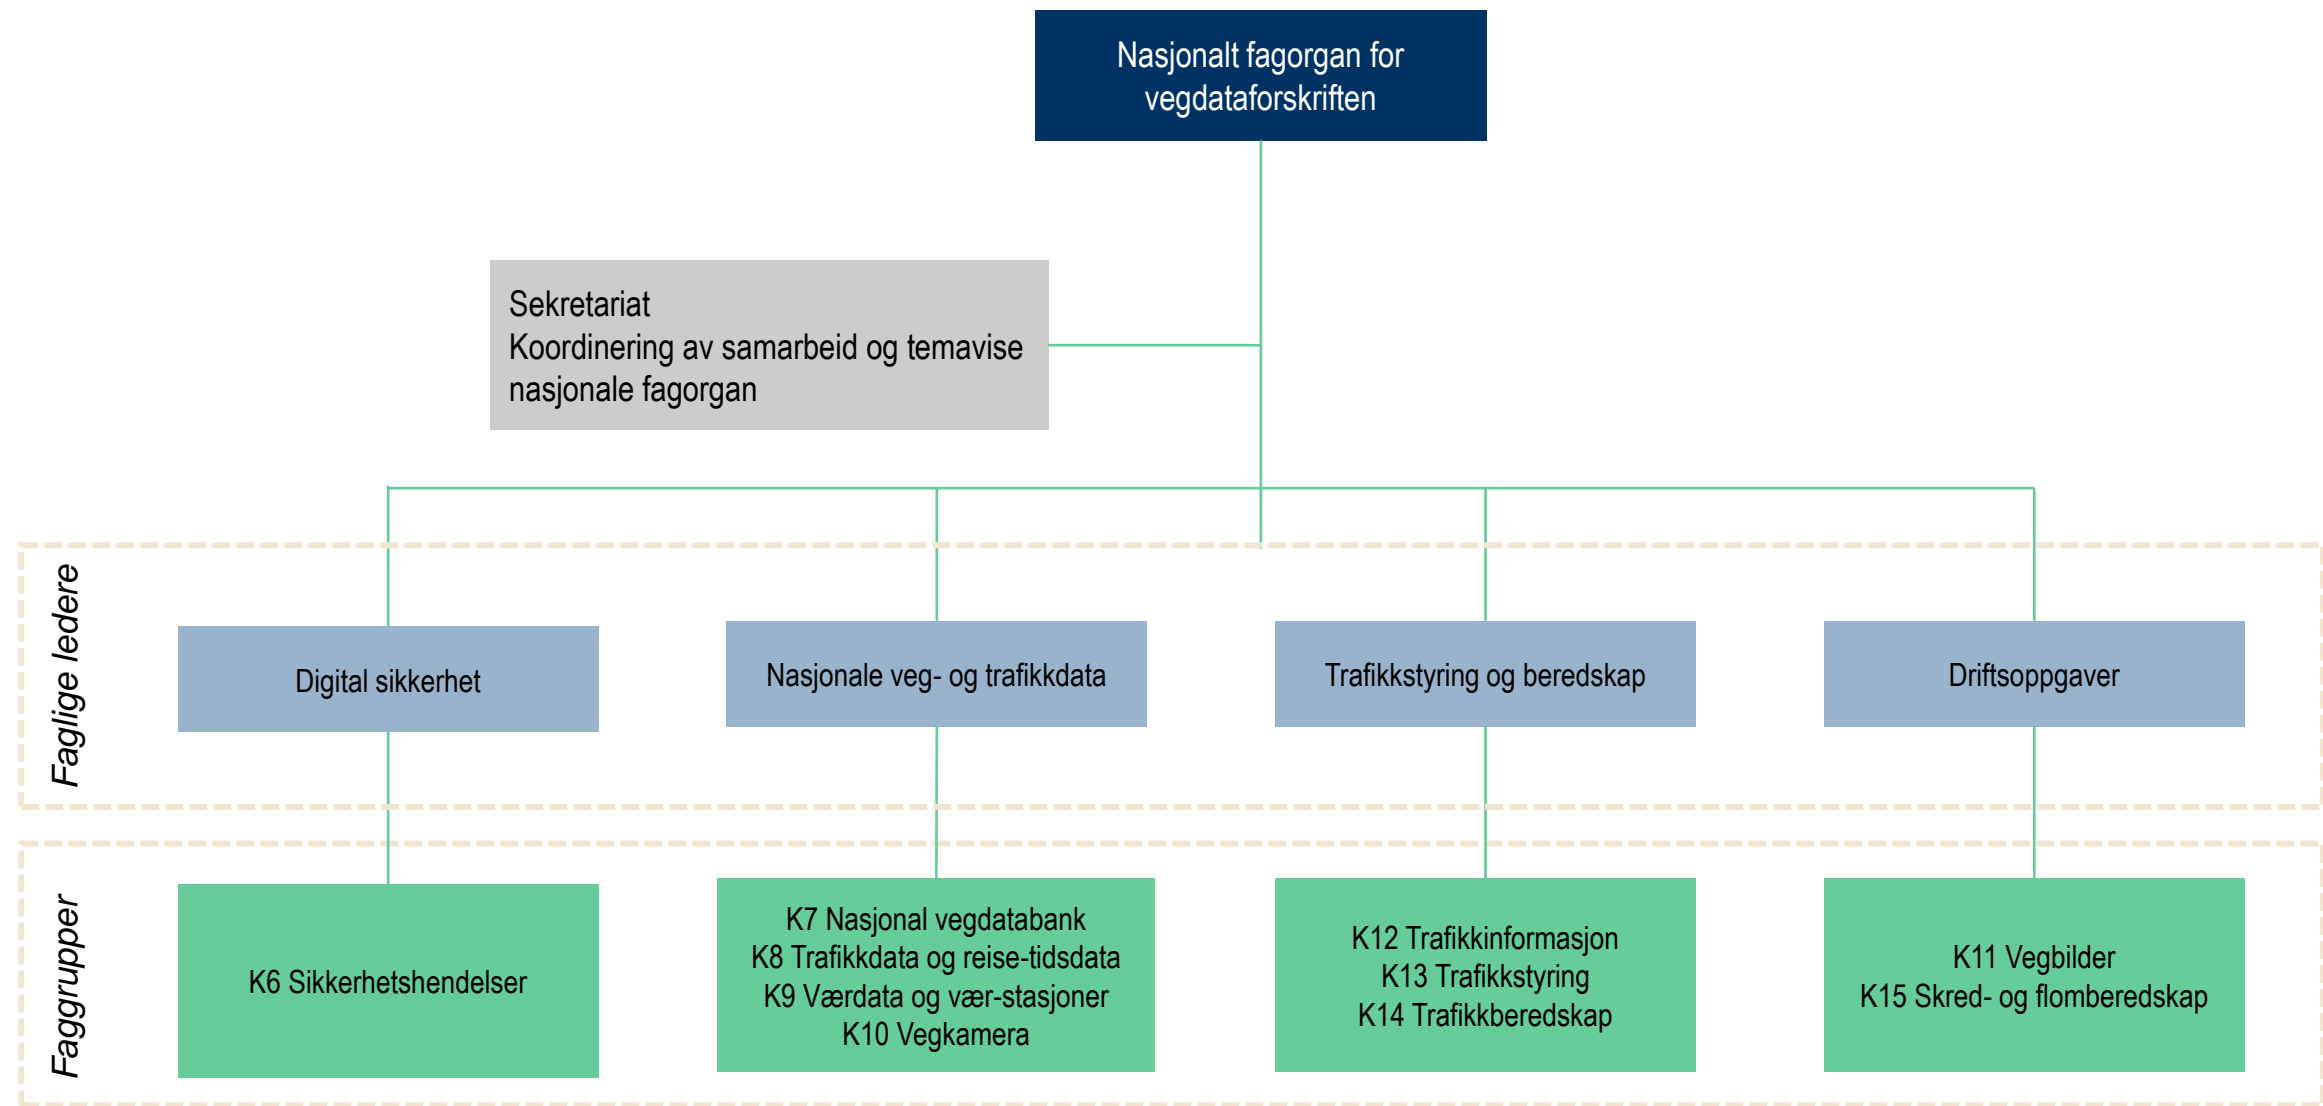 Nasjonalt fagorgan for
vegdataforskriften
Sekretariat
Koordinering av samarbeid og temavise
nasjonale fagorgan
Faglige ledere
Digital sikkerhet
Nasjonale veg- og trafikkdata
Trafikkstyring og beredskap
Driftsoppgaver
Faggrupper
K6 Sikkerhetshendelser
K7 Nasjonal vegdatabank
K8 Trafikkdata og reise-tidsdata
K9 Værdata og vær-stasjoner
K10 Vegkamera
K12 Trafikkinformasjon
K13 Trafikkstyring
K14 Trafikkberedskap
K11 Vegbilder
K15 Skred- og flomberedskap